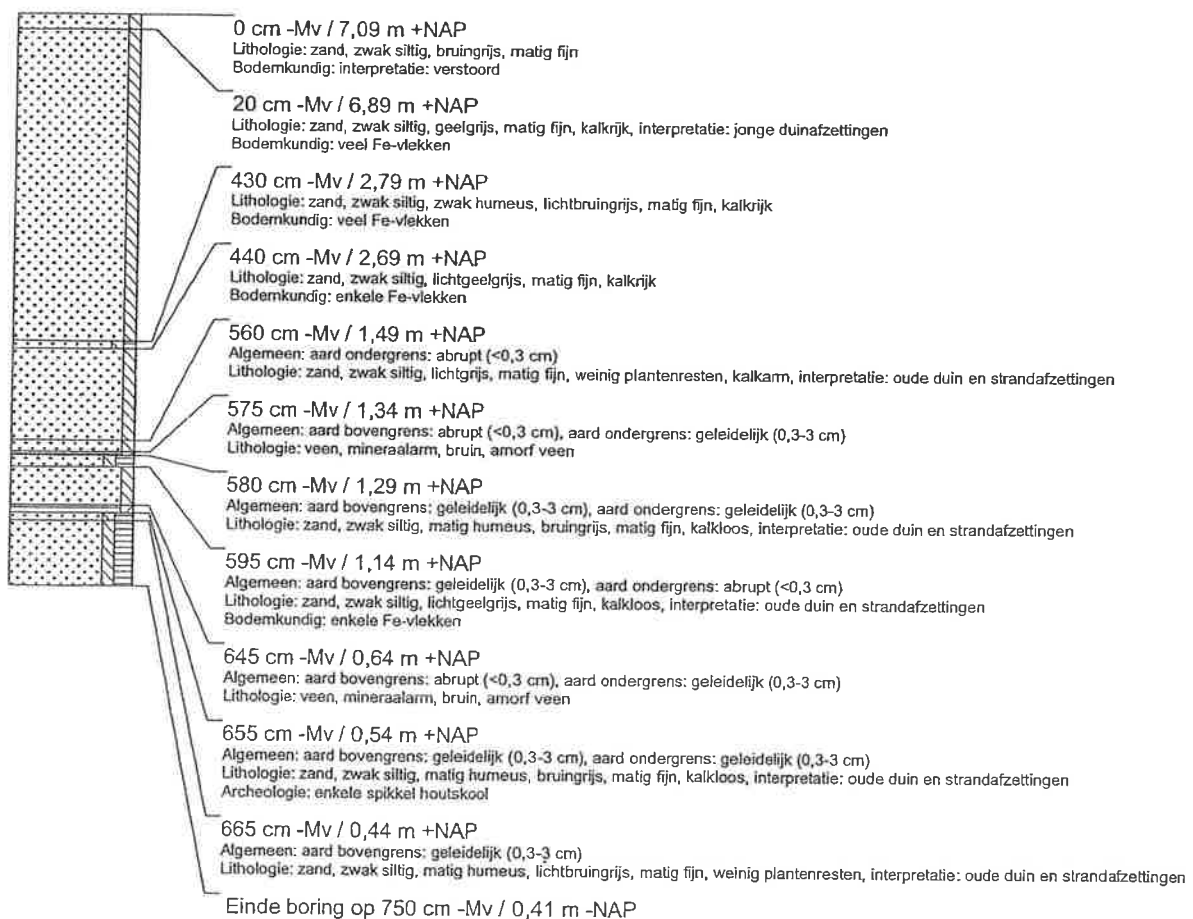 0 cm -Mv / 7,09 m +NAP
Lithologie: zand, zwak siltig, bruingrijs, matig fijn
Bodemkundig: interpretatie: verstoord
20 cm -Mv / 6,89 m +NAP
Lithologie: zand, zwak siltig, geelgrijs, matig fijn, kalkrijk, interpretatie: jonge duinafzettingen
Bodemkundig: veel Fe-vlekken
430 cm -Mv / 2,79 m +NAP
Lithologie: zand, zwak siltig, zwak humeus, lichtbruingrijs, matig fijn, kalkrijk
Bodemkundig: veel Fe-vlekken
440 cm -Mv / 2,69 m +NAP
Lithologie: zand, zwak siltig, lichtgeelgrijs, matig fijn, kalkrijk
Bodemkundig: enkele Fe-vlekken
560 cm -Mv / 1,49 m +NAP
Algemeen: aard ondergrens: abrupt (<0,3 cm)
Lithologie: zand, zwak siltig, lichtgrijs, matig fijn, weinig plantenresten, kalkarm, interpretatie: oude duin en strandafzettingen
575 cm -Mv / 1,34 m +NAP
Algemeen: aard bovengrens: abrupt (<0,3 cm), aard ondergrens: geleidelijk (0,3-3 cm)
Lithologie: veen, mineraalarm, bruin, amorf veen
580 cm -Mv / 1,29 m +NAP
Algemeen: aard bovengrens: geleidelijk (0,3-3 cm), aard ondergrens: geleidelijk (0,3-3 cm)
Lithologie: zand, zwak siltig, matig humeus, bruingrijs, matig fijn, kalkloos, interpretatie: oude duin en strandafzettingen
595 cm -Mv / 1,14 m +NAP
Algemeen: aard bovengrens: geleidelijk (0,3-3 cm), aard ondergrens: abrupt (<0,3 cm)
Lithologie: zand, zwak siltig, lichtgeelgrijs, matig fijn, kalkloos, interpretatie: oude duin en strandafzettingen
Bodemkundig: enkele Fe-vlekken
645 cm -Mv / 0,64 m +NAP
Algemeen: aard bovengrens: abrupt (<0,3 cm), aard ondergrens: geleidelijk (0,3-3 cm)
Lithologie: veen, mineraalarm, bruin, amorf veen
655 cm -Mv / 0,54 m +NAP
Algemeen: aard bovengrens: geleidelijk (0,3-3 cm), aard ondergrens: geleidelijk (0,3-3 cm)
Lithologie: zand, zwak siltig, matig humeus, bruingrijs, matig fijn, kalkloos, interpretatie: oude duin en strandafzettingen
Archeologie: enkele spikkel houtskool
665 cm -Mv / 0,44 m +NAP
Algemeen: aard bovengrens: geleidelijk (0,3-3 cm)
Lithologie: zand, zwak siltig, matig humeus, lichtbruingrijs, matig fijn, weinig plantenresten, interpretatie: oude duin en strandafzettingen
Einde boring op 750 cm -Mv / 0,41 m -NAP